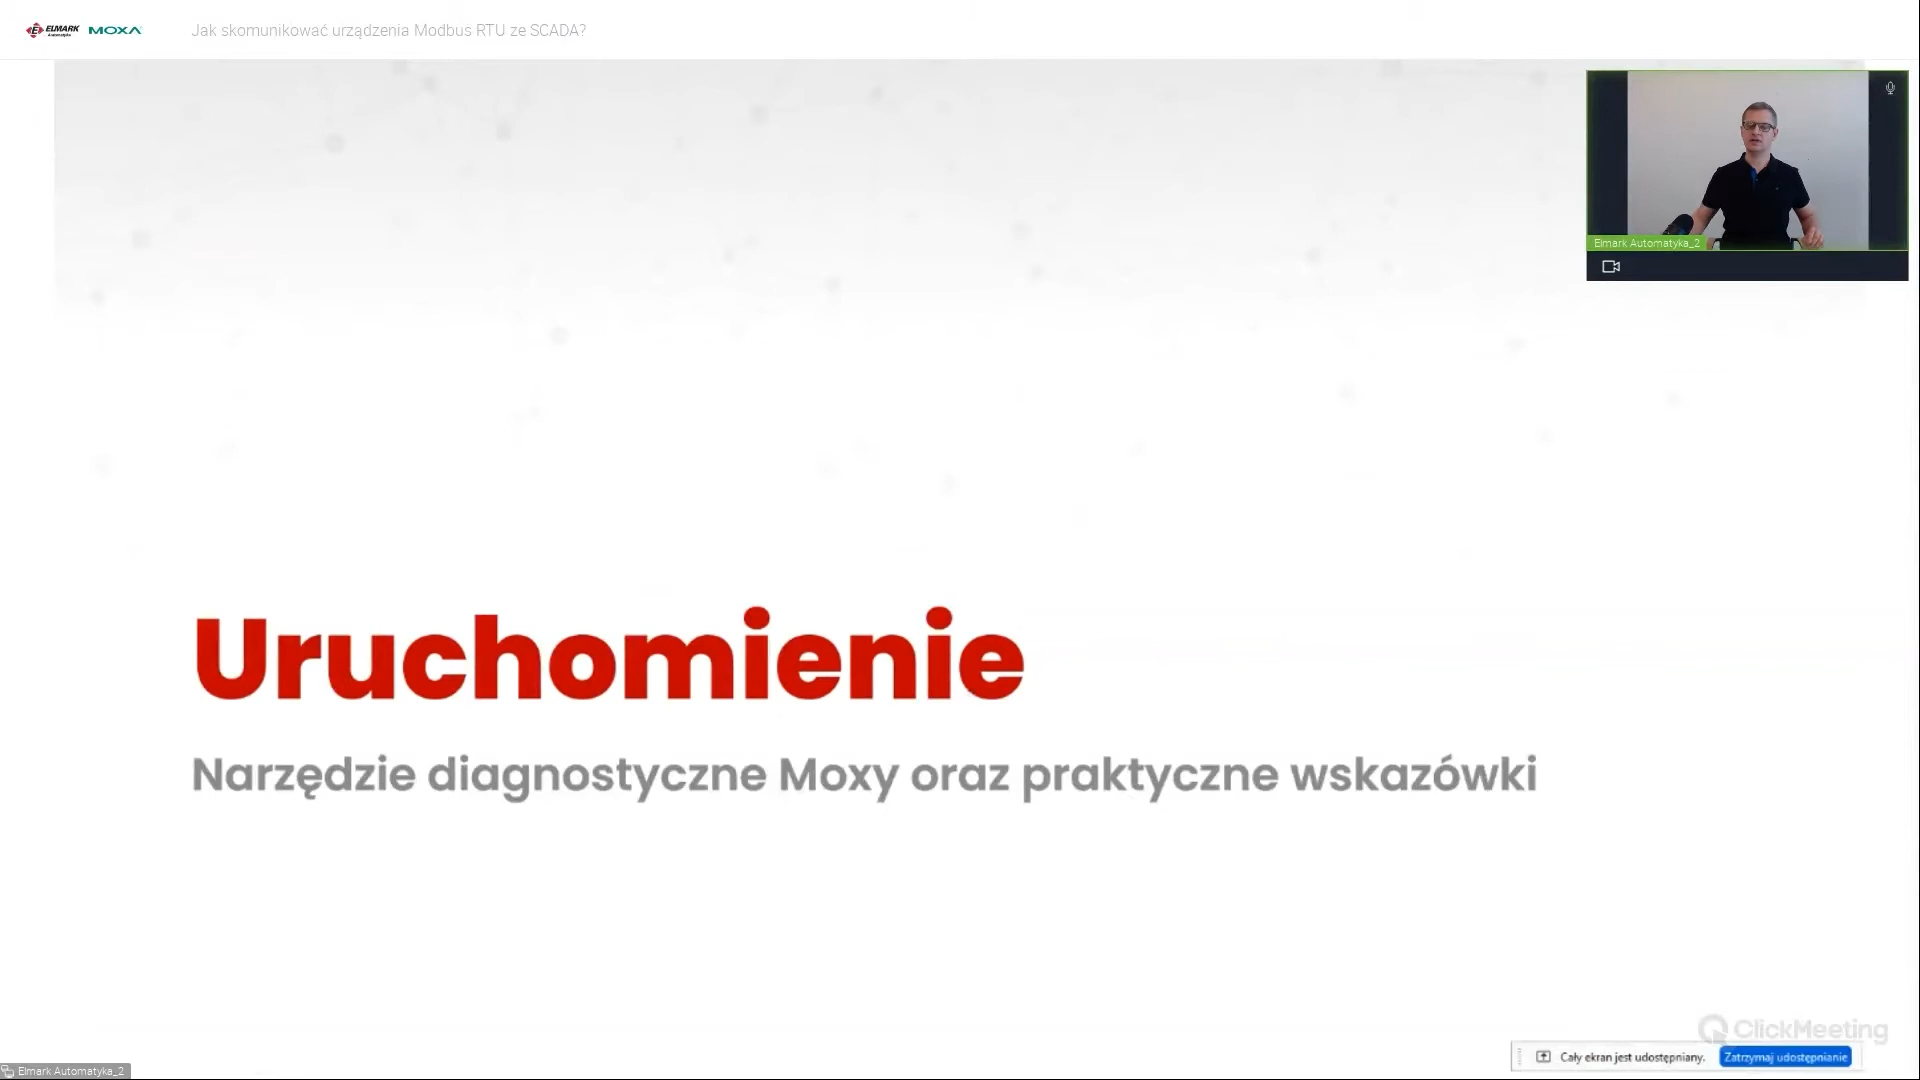 ELMARK
Automatyka
MOXA
Jak skomunikować urządzenia Modbus RTU ze SCADA?
Elmark Automatyka_2
Uruchomienie
Narzędzie diagnostyczne Moxy oraz praktyczne wskazówki
ClickMeeting
Cały ekran jest udostępniany.
Zatrzymaj udostępnianie
Elmark Automatyka_2